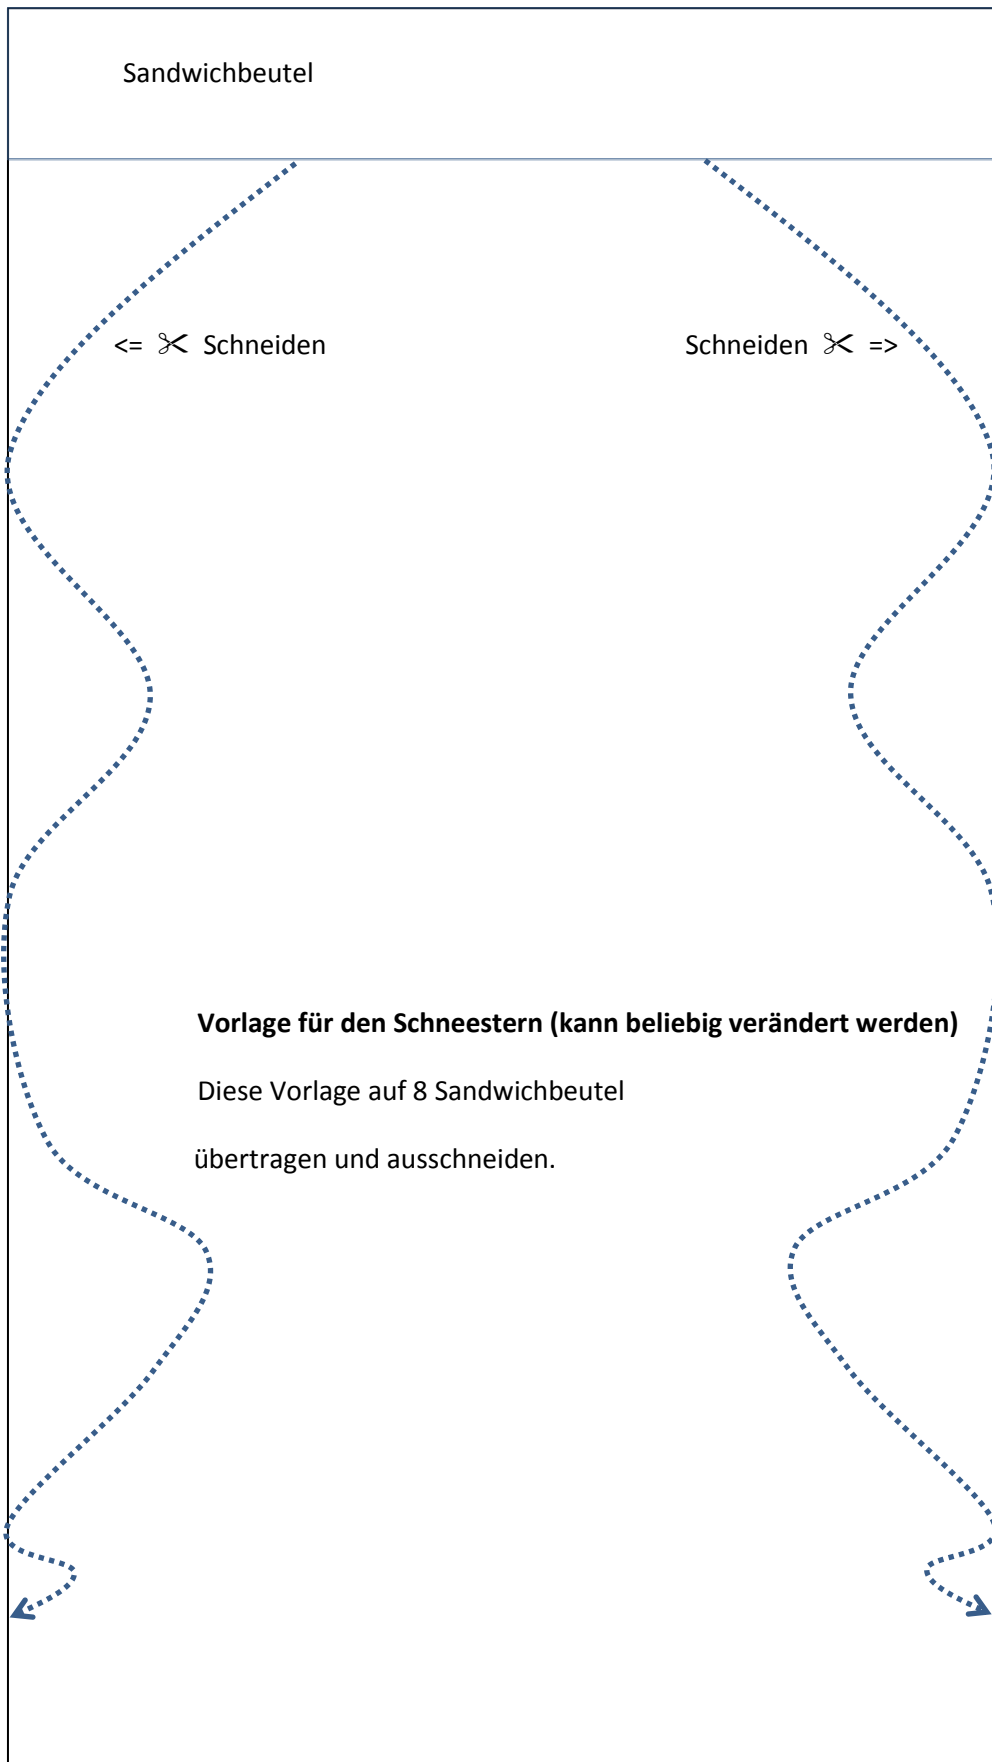 Sandwichbeutel
<= ✂ Schneiden Schneiden ✂ =>
Vorlage für den Schneestern (kann beliebig verändert werden)
Diese Vorlage auf 8 Sandwichbeutel
übertragen und ausschneiden.